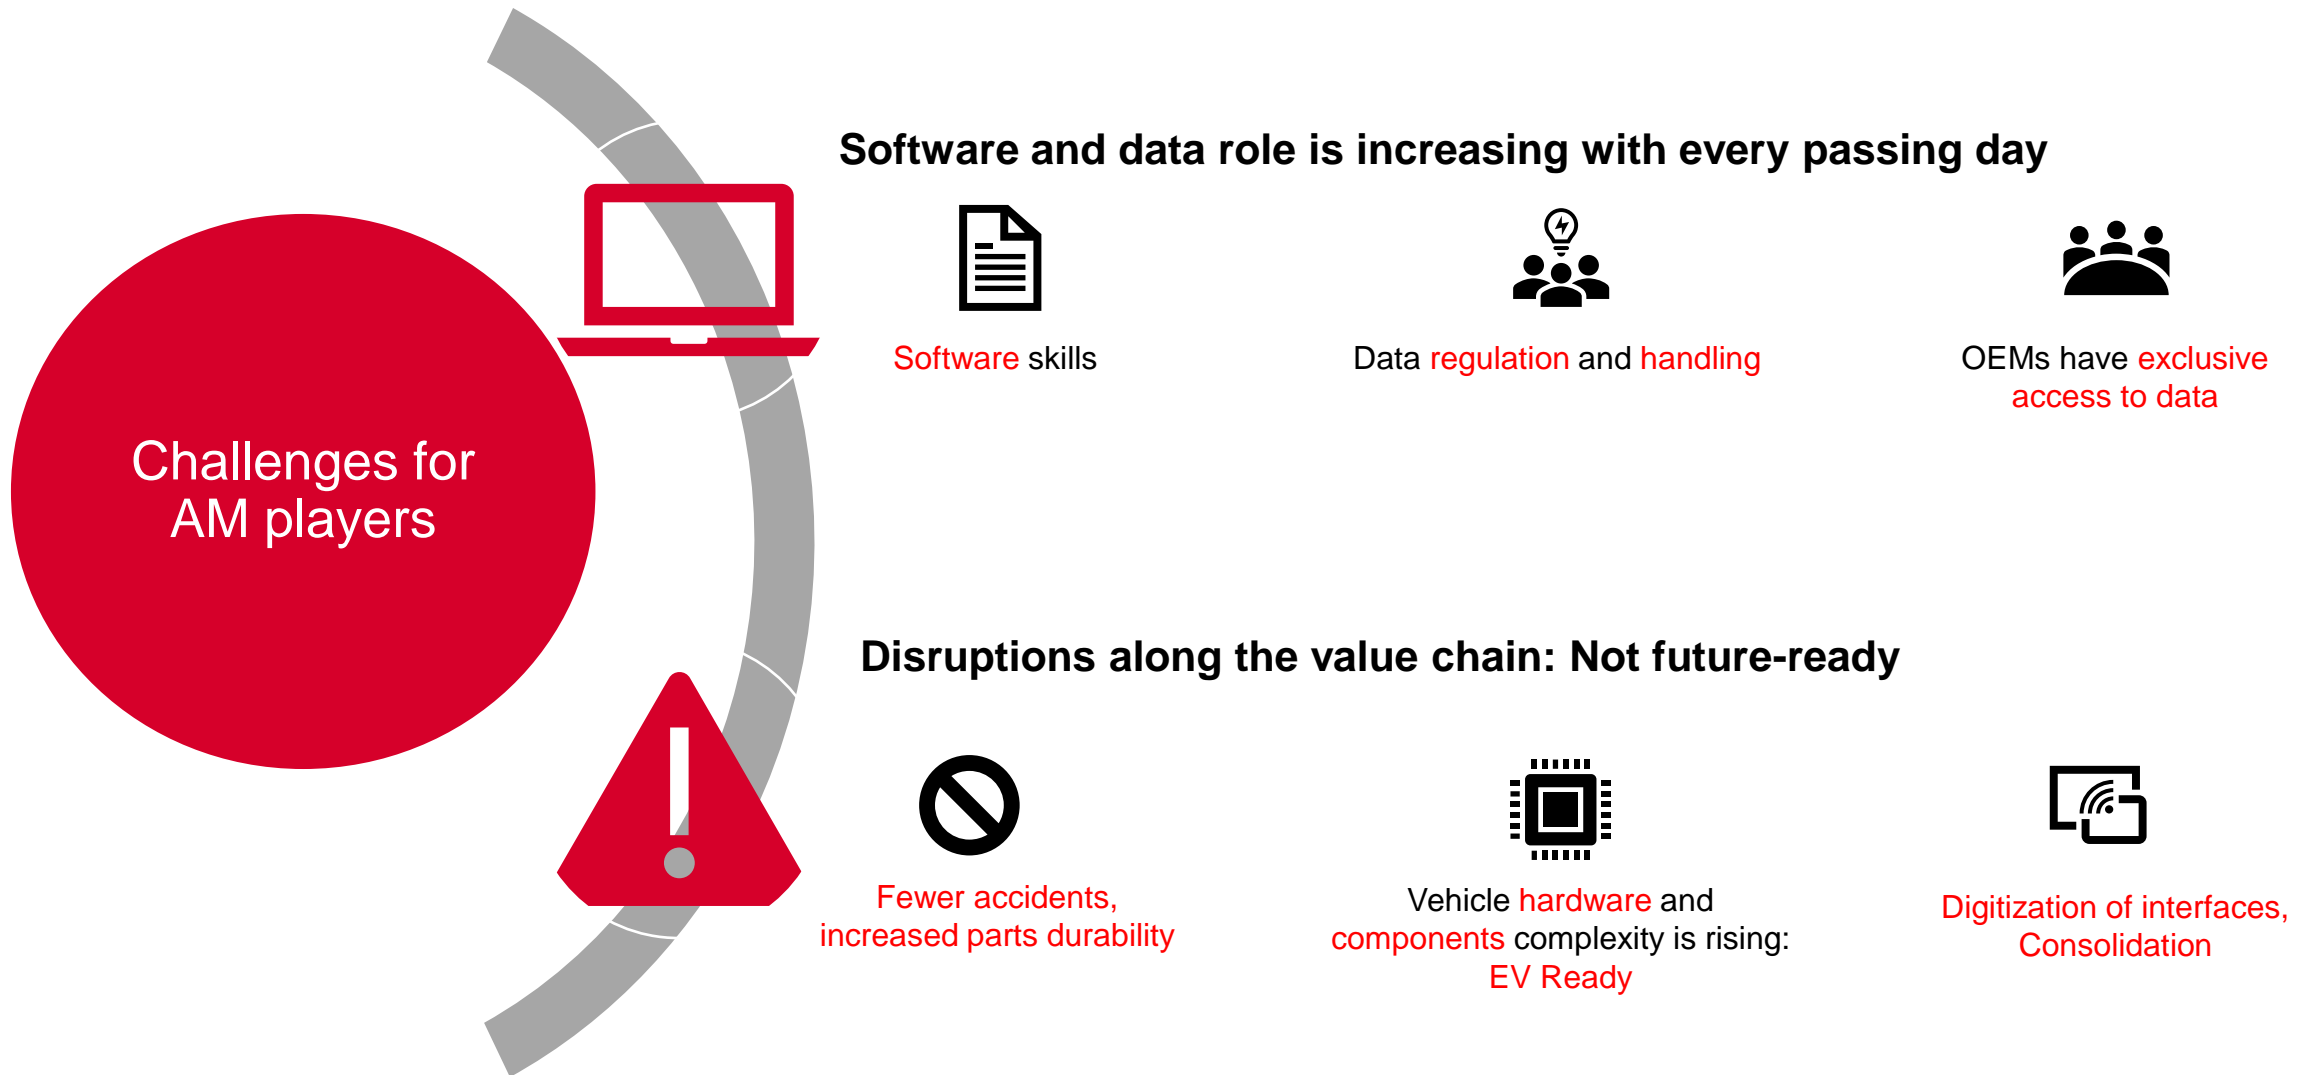 Challenges for
AM players
Software and data role is increasing with every passing day
Software skills
Data regulation and handling
OEMs have exclusive
access to data
Disruptions along the value chain: Not future-ready
Fewer accidents,
increased parts durability
Vehicle hardware and
components complexity is rising:
EV Ready
Digitization of interfaces,
Consolidation